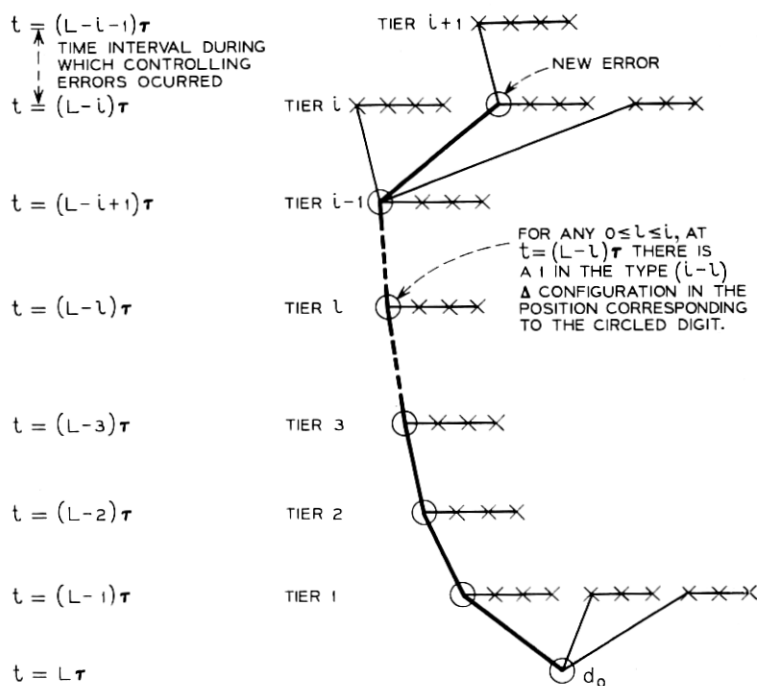 t = (L-i-1)τ
TIER i+1
TIME INTERVAL DURING
WHICH CONTROLLING
ERRORS OCURRED
NEW ERROR
t = (L-i)τ
TIER i
t = (L-i+1)τ
TIER i-1
FOR ANY 0≤l≤i, AT
t=(L-l)τ THERE IS
A 1 IN THE TYPE (i-l)
Δ CONFIGURATION IN THE
POSITION CORRESPONDING
TO THE CIRCLED DIGIT.
t = (L-l)τ
TIER l
t = (L-3)τ
TIER 3
t = (L-2)τ
TIER 2
t = (L-1)τ
TIER 1
t = Lτ
d₀